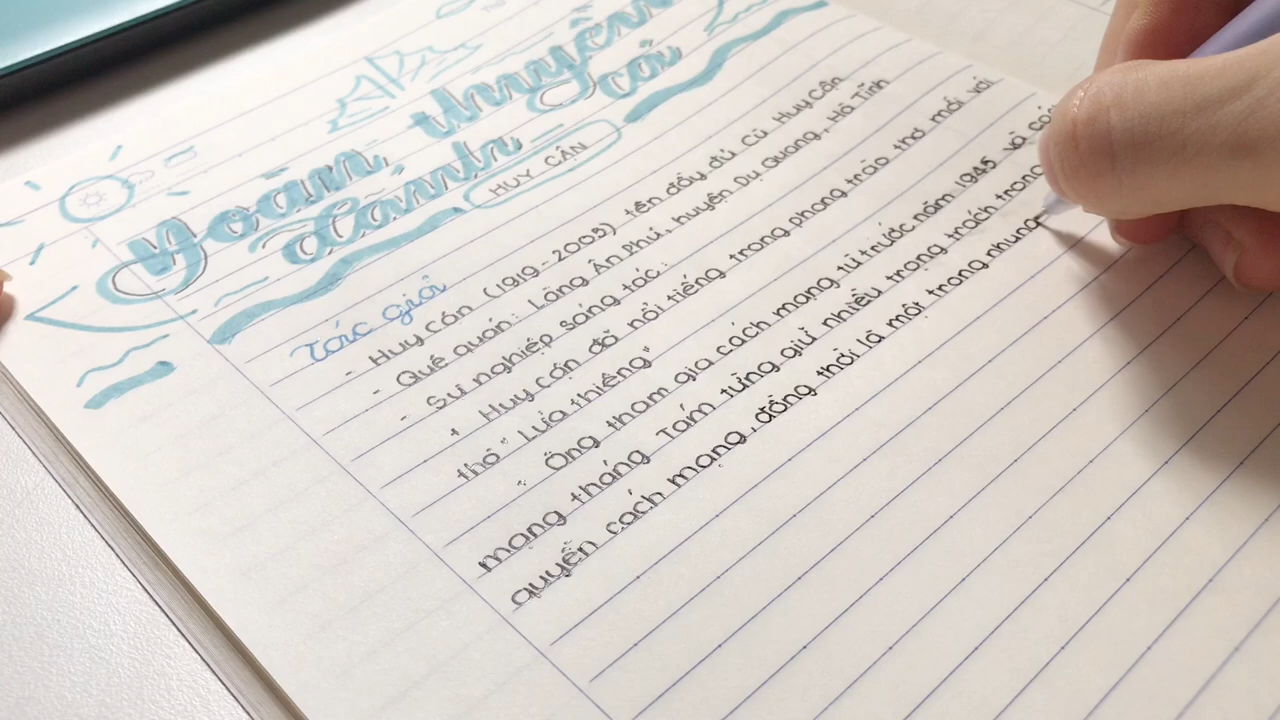 Đoàn thuyền
đánh cá
HUY CẬN
Tác giả
- Huy Cận (1919 - 2005) tên đầy đủ Cù Huy Cận
- Quê quán: Làng Ân Phú, huyện Vụ Quang, Hà Tĩnh
- Sự nghiệp sáng tác:
+ Huy Cận đã nổi tiếng trong phong trào thơ mới với
thơ "Lửa thiêng"
Ông tham gia cách mạng từ trước năm 1945 và
mạng tháng Tám từng giữ nhiều trọng trách trong
quyền cách mạng, đồng thời là một trong nhung